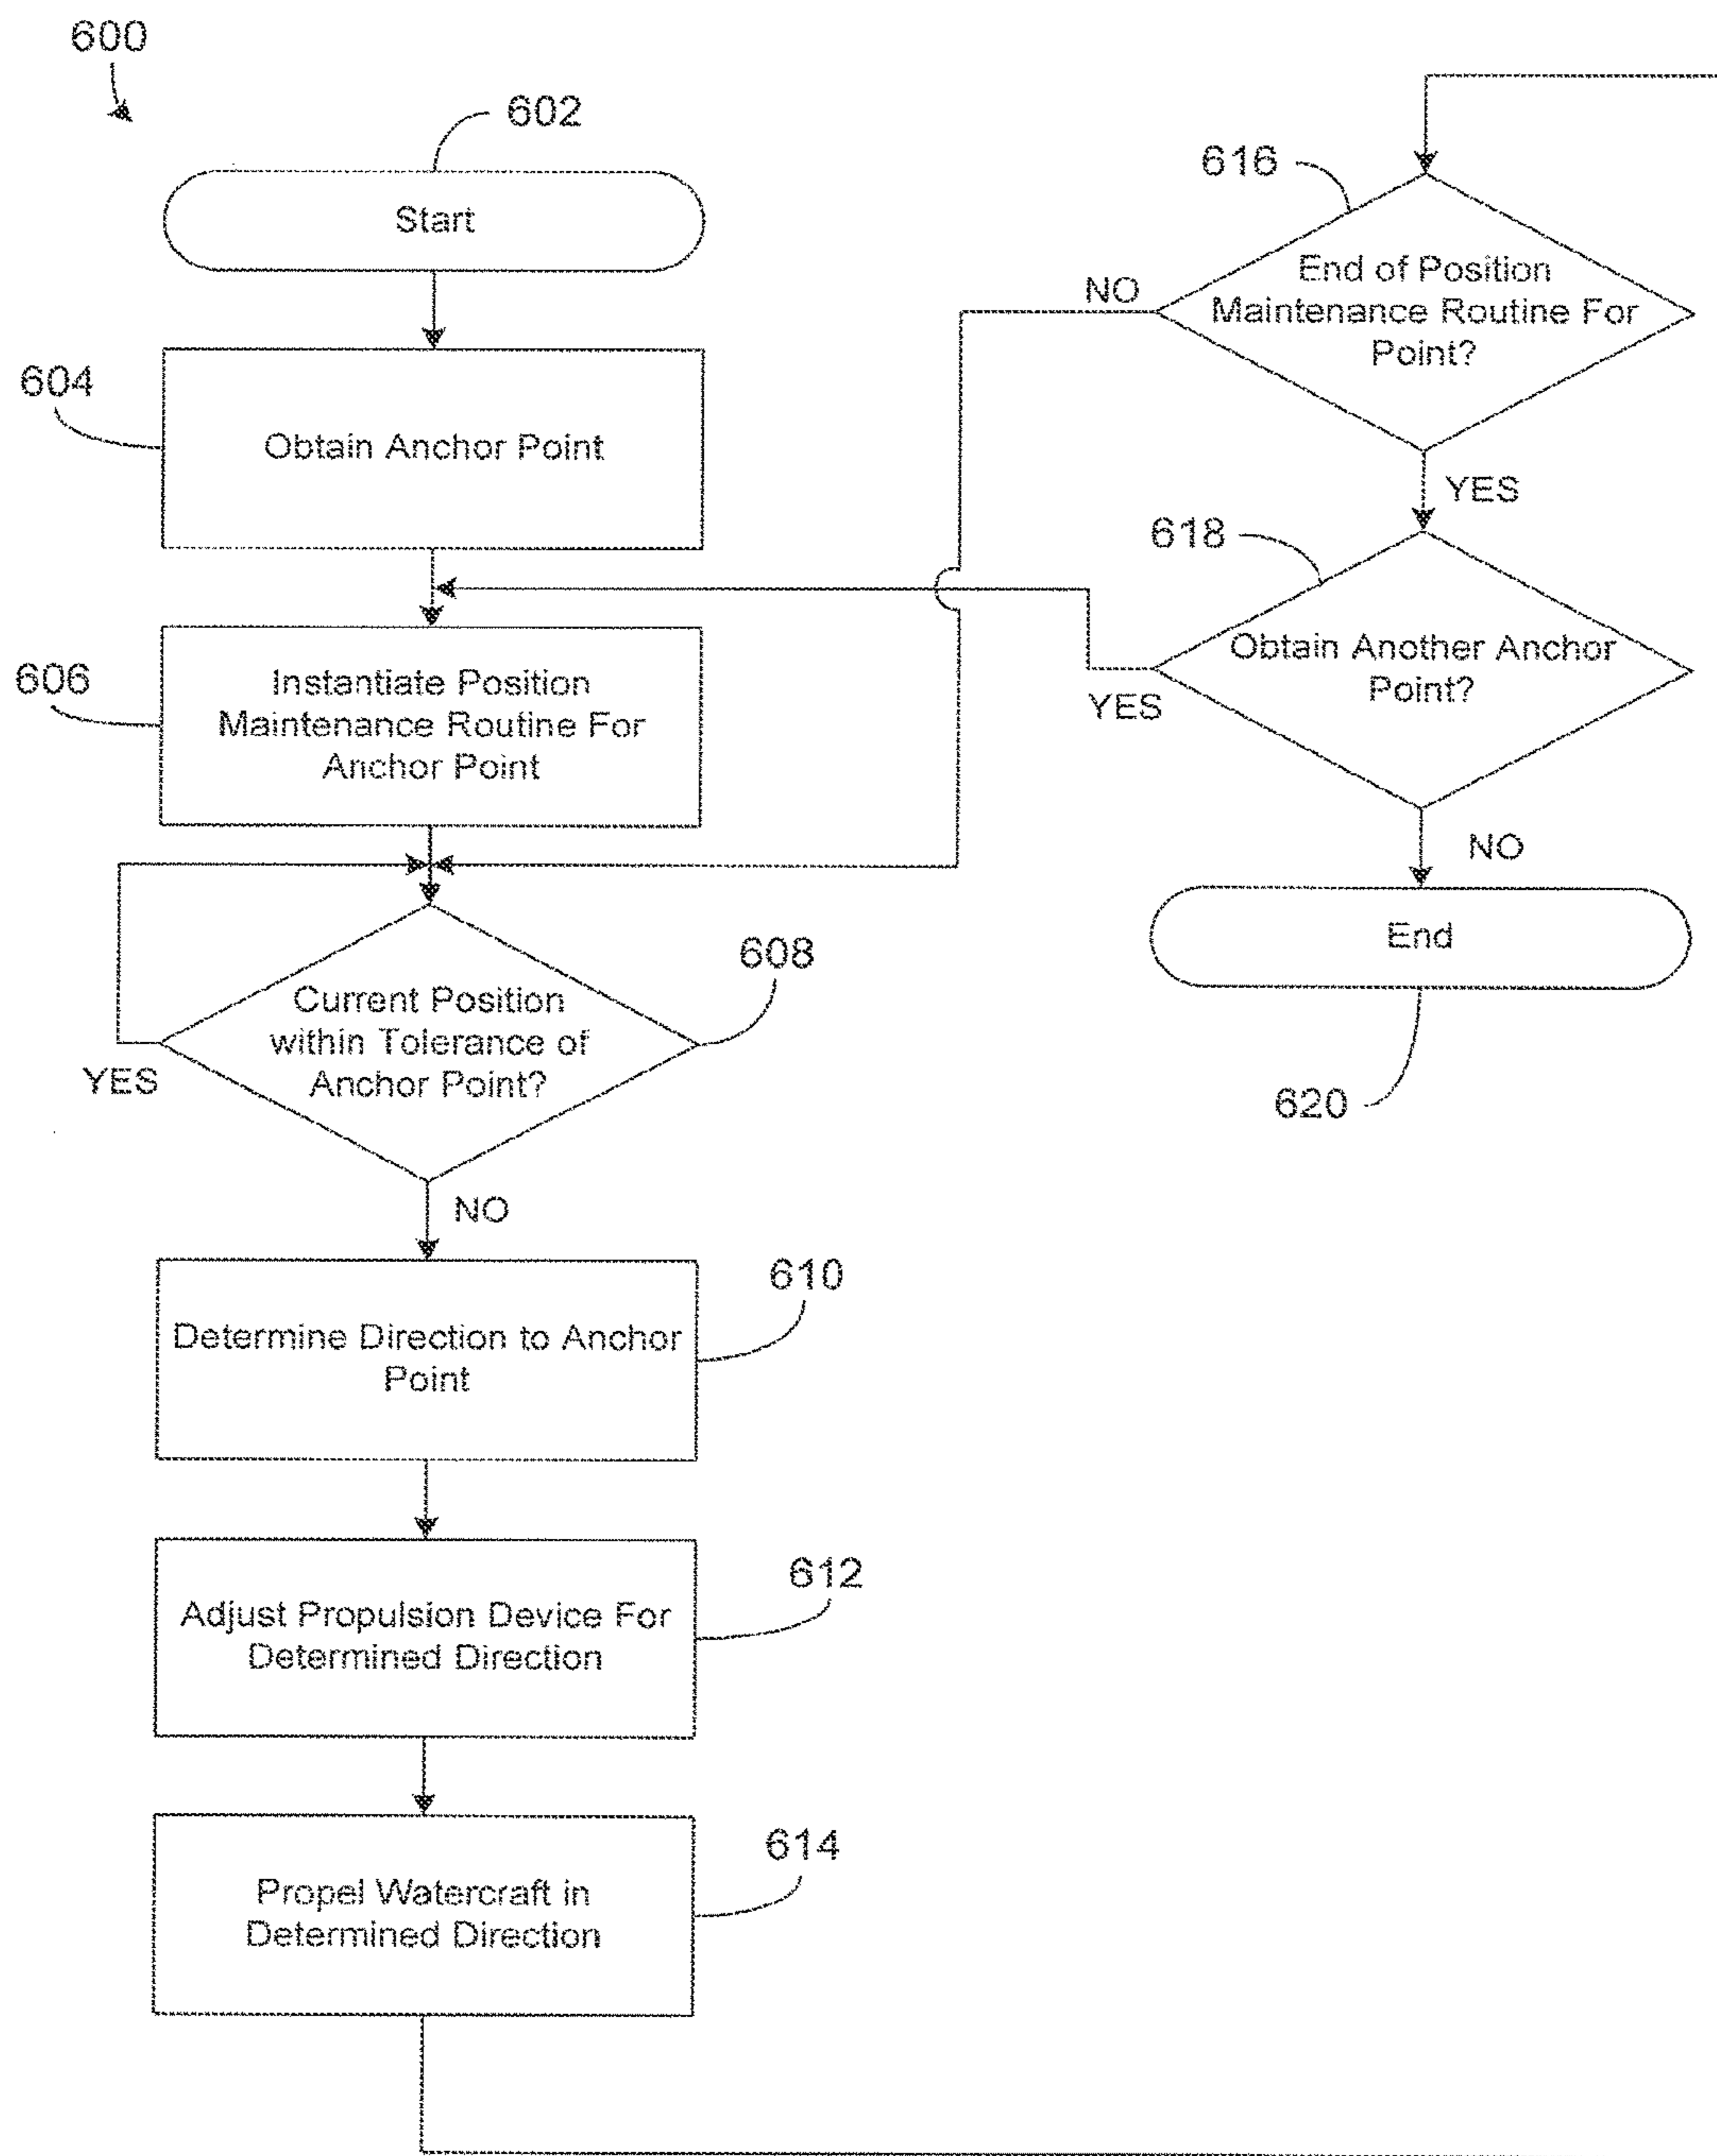 600
602
Start
604
Obtain Anchor Point
606
Instantiate Position
Maintenance Routine For
Anchor Point
608
Current Position
within Tolerance of
Anchor Point?
YES
NO
610
Determine Direction to Anchor
Point
612
Adjust Propulsion Device For
Determined Direction
614
Propel Watercraft in
Determined Direction
616
End of Position
Maintenance Routine For
Point?
NO
YES
618
Obtain Another Anchor
Point?
YES
NO
End
620